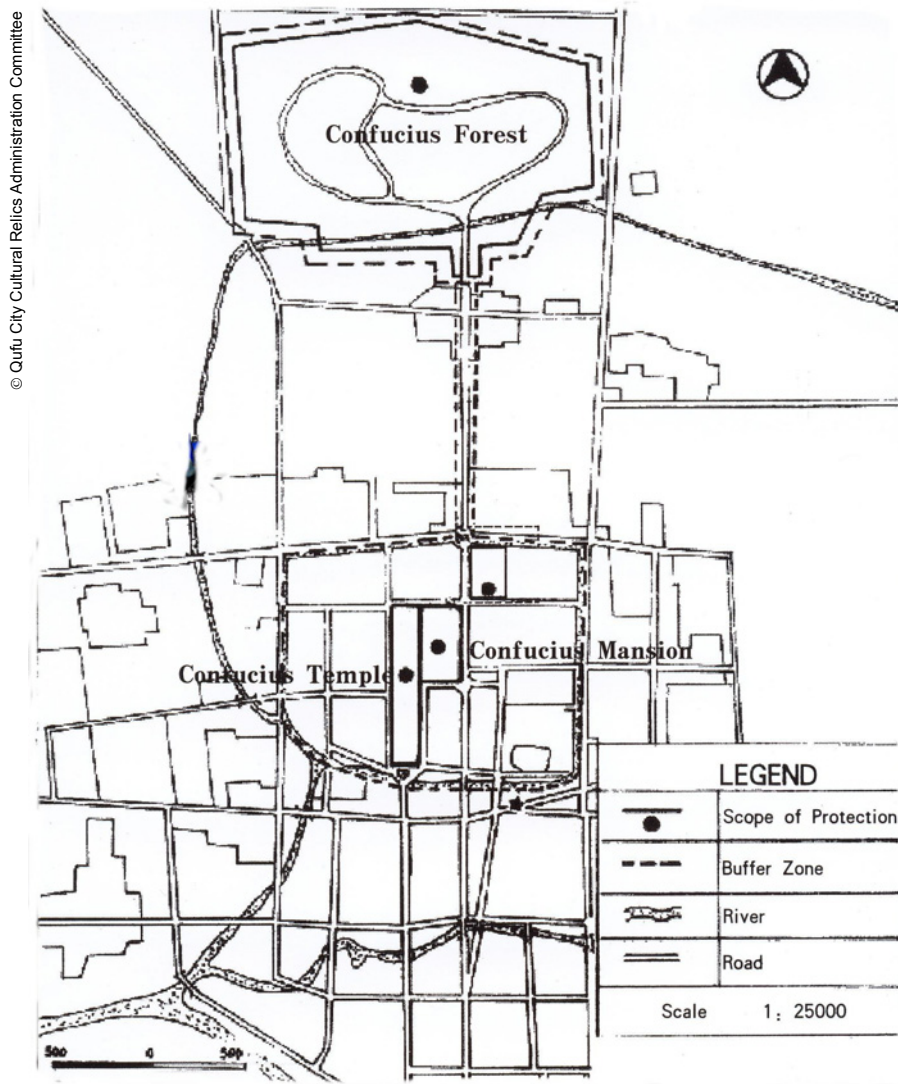 © Qufu City Cultural Relics Administration Committee
Confucius Forest
Confucius Mansion
Confucius Temple
LEGEND
Scope of Protection
Buffer Zone
River
Road
Scale 1: 25000
500 0 500